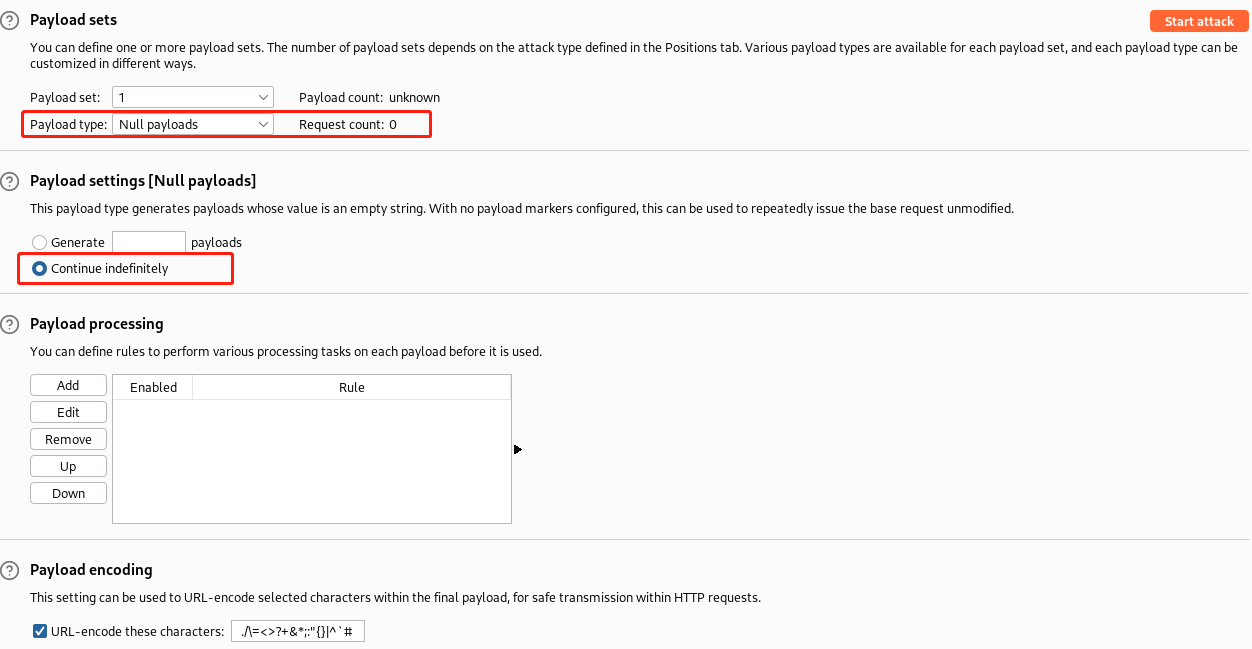 Payload sets
Start attack
You can define one or more payload sets. The number of payload sets depends on the attack type defined in the Positions tab. Various payload types are available for each payload set, and each payload type can be
customized in different ways.
Payload set: 1 Payload count: unknown
Payload type: Null payloads Request count: 0
Payload settings [Null payloads]
This payload type generates payloads whose value is an empty string. With no payload markers configured, this can be used to repeatedly issue the base request unmodified.
Generate payloads
Continue indefinitely
Payload processing
You can define rules to perform various processing tasks on each payload before it is used.
Add
Enabled Rule
Edit
Remove
Up
Down
Payload encoding
This setting can be used to URL-encode selected characters within the final payload, for safe transmission within HTTP requests.
URL-encode these characters: ./\=<>?+&*;:"{}|^`#